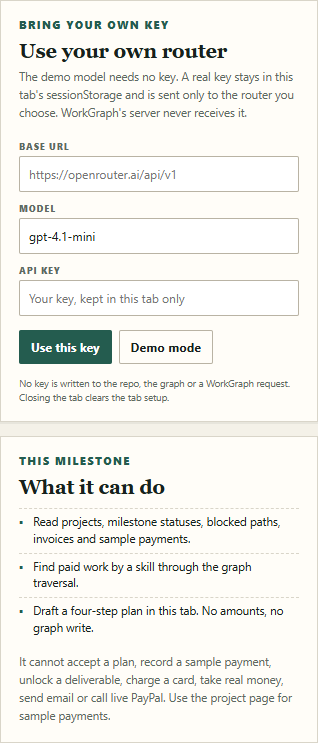 BRING YOUR OWN KEY
Use your own router
The demo model needs no key. A real key stays in this
tab's sessionStorage and is sent only to the router you
choose. WorkGraph's server never receives it.
BASE URL
https://openrouter.ai/api/v1
MODEL
gpt-4.1-mini
API KEY
Your key, kept in this tab only
Use this key
Demo mode
No key is written to the repo, the graph or a WorkGraph request.
Closing the tab clears the tab setup.
THIS MILESTONE
What it can do
Read projects, milestone statuses, blocked paths,
invoices and sample payments.
Find paid work by a skill through the graph
traversal.
Draft a four-step plan in this tab. No amounts, no
graph write.
It cannot accept a plan, record a sample payment,
unlock a deliverable, charge a card, take real money,
send email or call live PayPal. Use the project page for
sample payments.